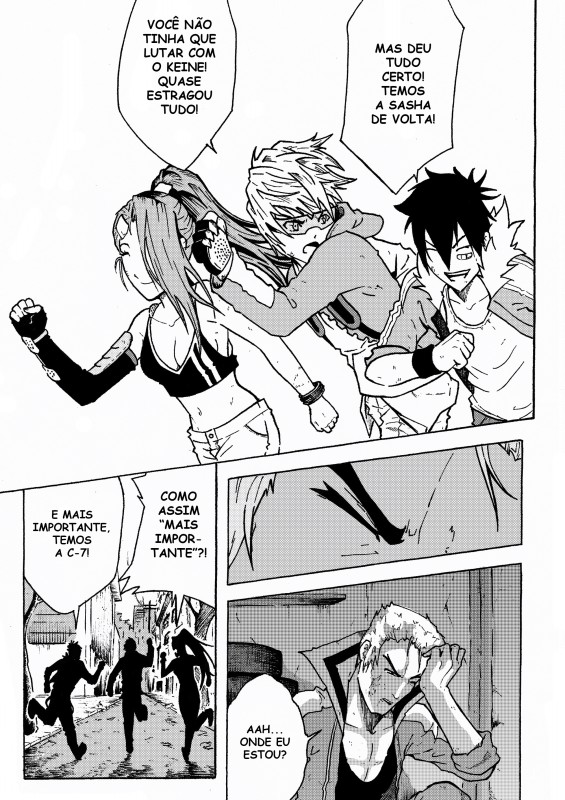 VOCÊ NÃO
TINHA QUE
LUTAR COM
O KEINE!
QUASE
ESTRAGOU
TUDO!
MAS DEU
TUDO
CERTO!
TEMOS
A SASHA
DE VOLTA!
E MAIS
IMPORTANTE,
TEMOS
A C-7!
COMO
ASSIM
“MAIS
IMPOR-
TANTE”?!
AAH...
ONDE EU
ESTOU?